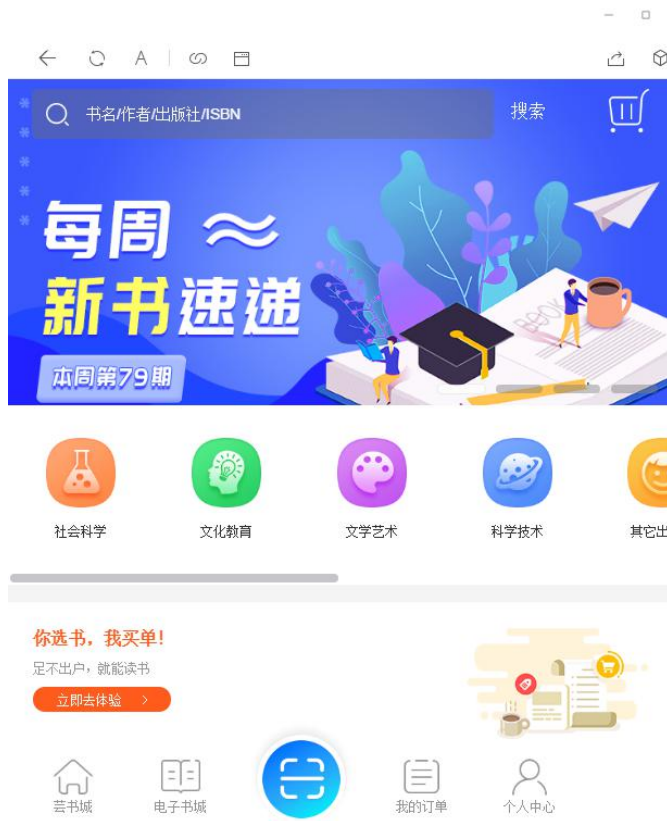 A
书名/作者/出版社/ISBN
搜索
每周
新书速递
本周第79期
BOOK
社会科学
文化教育
文学艺术
科学技术
其它出
你选书，我买单!
足不出户，就能读书
立即去体验 >
芸书城
电子书城
我的订单
个人中心